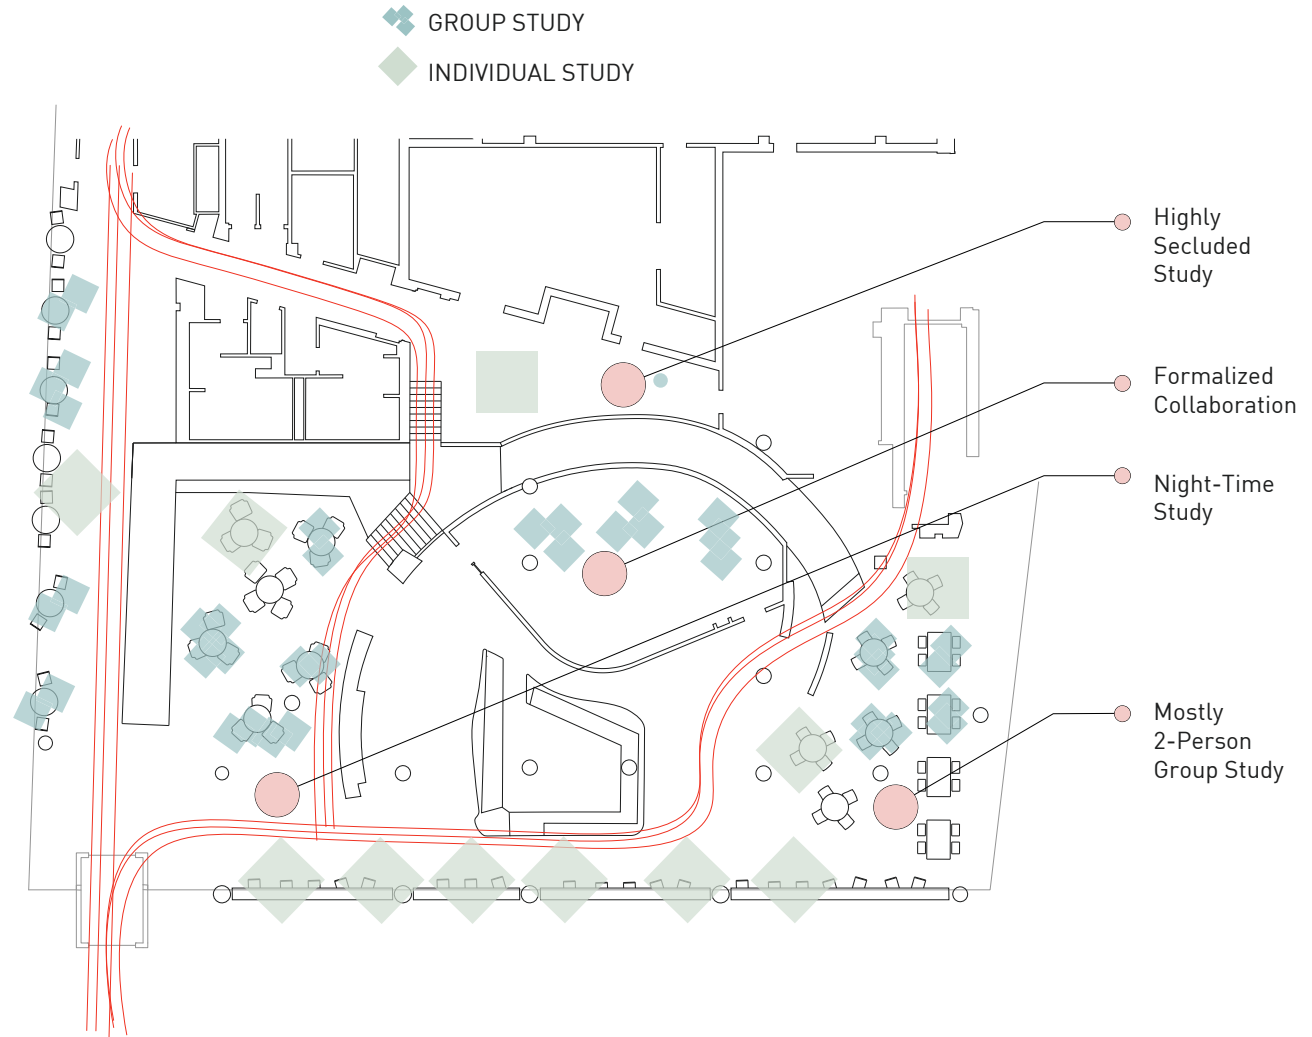 GROUP STUDY
INDIVIDUAL STUDY
Highly
Secluded
Study
Formalized
Collaboration
Night-Time
Study
Mostly
2-Person
Group Study